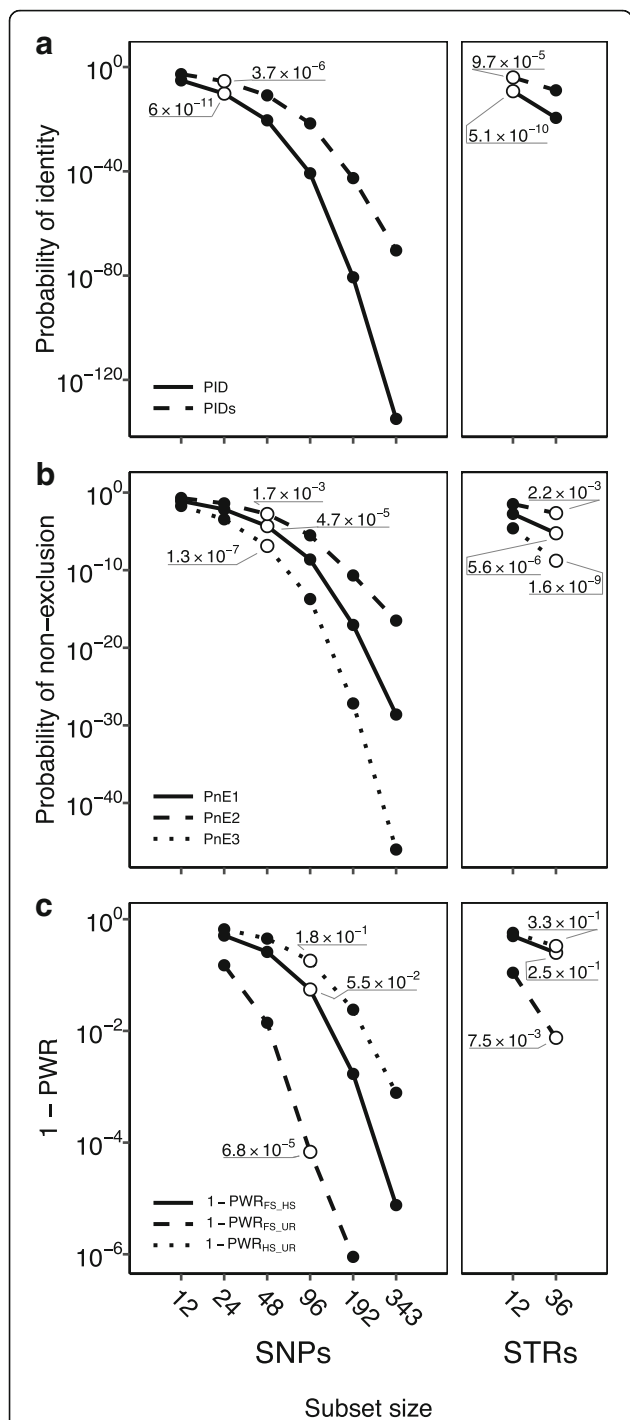 a
Probability of identity
10⁰
10⁻⁴⁰
10⁻⁸⁰
10⁻¹²⁰
3.7 × 10⁻⁶
6 × 10⁻¹¹
PID
PIDs
9.7 × 10⁻⁵
5.1 × 10⁻¹⁰
b
Probability of non−exclusion
10⁰
10⁻¹⁰
10⁻²⁰
10⁻³⁰
10⁻⁴⁰
1.7 × 10⁻³
4.7 × 10⁻⁵
1.3 × 10⁻⁷
PnE1
PnE2
PnE3
2.2 × 10⁻³
5.6 × 10⁻⁶
1.6 × 10⁻⁹
c
1 − PWR
10⁰
10⁻²
10⁻⁴
10⁻⁶
1.8 × 10⁻¹
5.5 × 10⁻²
6.8 × 10⁻⁵
1 − PWR_FS_HS
1 − PWR_FS_UR
1 − PWR_HS_UR
3.3 × 10⁻¹
2.5 × 10⁻¹
7.5 × 10⁻³
12 24 48 96 192 343
12 36
SNPs STRs
Subset size